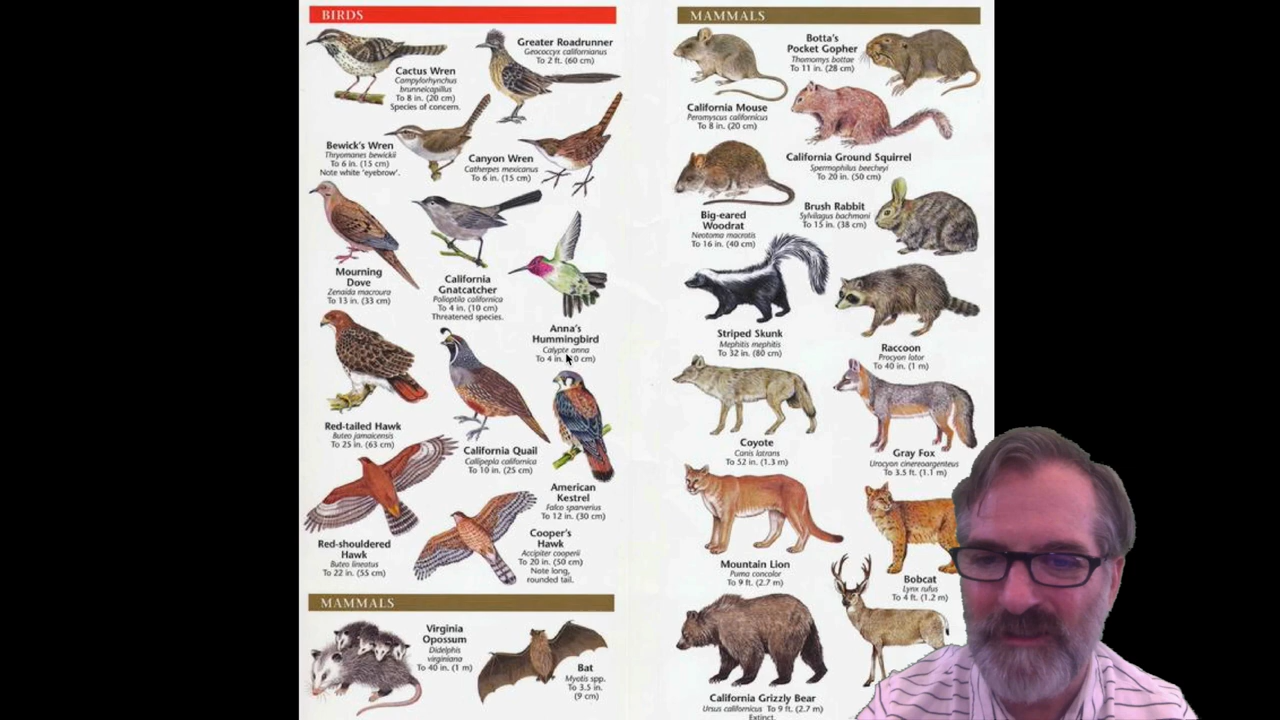 BIRDS
Cactus Wren
Campylorhynchus
brunneicapillus
To 8 in. (20 cm)
Species of concern.
Greater Roadrunner
Geococcyx californianus
To 2 ft. (60 cm)
Bewick's Wren
Thryomanes bewickii
To 6 in. (15 cm)
Note white 'eyebrow'.
Canyon Wren
Catherpes mexicanus
To 6 in. (15 cm)
Mourning
Dove
Zenaida macroura
To 13 in. (33 cm)
California
Gnatcatcher
Polioptila californica
To 4 in. (10 cm)
Threatened species.
Anna's
Hummingbird
Calypte anna
To 4 in. 0 cm)
Red-tailed Hawk
Buteo jamaicensis
To 25 in. (63 cm)
California Quail
Callipepla californica
To 10 in. (25 cm)
American
Kestrel
Falco sparverius
To 12 in. (30 cm)
Red-shouldered
Hawk
Buteo lineatus
To 22 in. (55 cm)
Cooper's
Hawk
Accipiter cooperii
To 20 in. (50 cm)
Note long,
rounded tail.
MAMMALS
Virginia
Opossum
Didelphis
virginiana
To 40 in. (1 m)
Bat
Myotis spp.
To 3.5 in.
(9 cm)
MAMMALS
California Mouse
Peromyscus californicus
To 8 in. (20 cm)
Botta's
Pocket Gopher
Thomomys bottae
To 11 in. (28 cm)
California Ground Squirrel
Spermophilus beecheyi
To 20 in. (50 cm)
Big-eared
Woodrat
Neotoma macrotis
To 16 in. (40 cm)
Brush Rabbit
Sylvilagus bachmani
To 15 in. (38 cm)
Striped Skunk
Mephitis mephitis
To 32 in. (80 cm)
Raccoon
Procyon lotor
To 40 in. (1 m)
Coyote
Canis latrans
To 52 in. (1.3 m)
Gray Fox
Urocyon cinereoargenteus
To 3.5 ft. (1.1 m)
Mountain Lion
Puma concolor
To 9 ft. (2.7 m)
Bobcat
Lynx rufus
To 4 ft. (1.2 m)
California Grizzly Bear
Ursus californicus To 9 ft. (2.7 m)
Extinct.